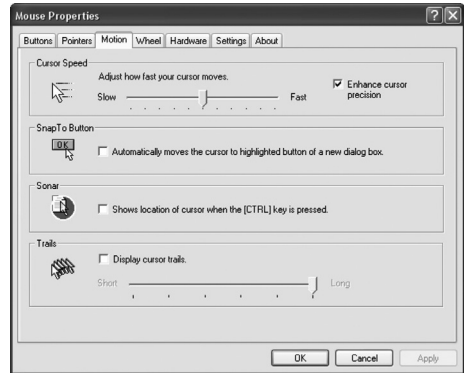 Mouse Properties
Buttons Pointers Motion Wheel Hardware Settings About
Cursor Speed
Adjust how fast your cursor moves.
Slow Fast
Enhance cursor
precision
SnapTo Button
OK
Automatically moves the cursor to highlighted button of a new dialog box.
Sonar
Shows location of cursor when the [CTRL] key is pressed.
Trails
Display cursor trails.
Short Long
OK Cancel Apply